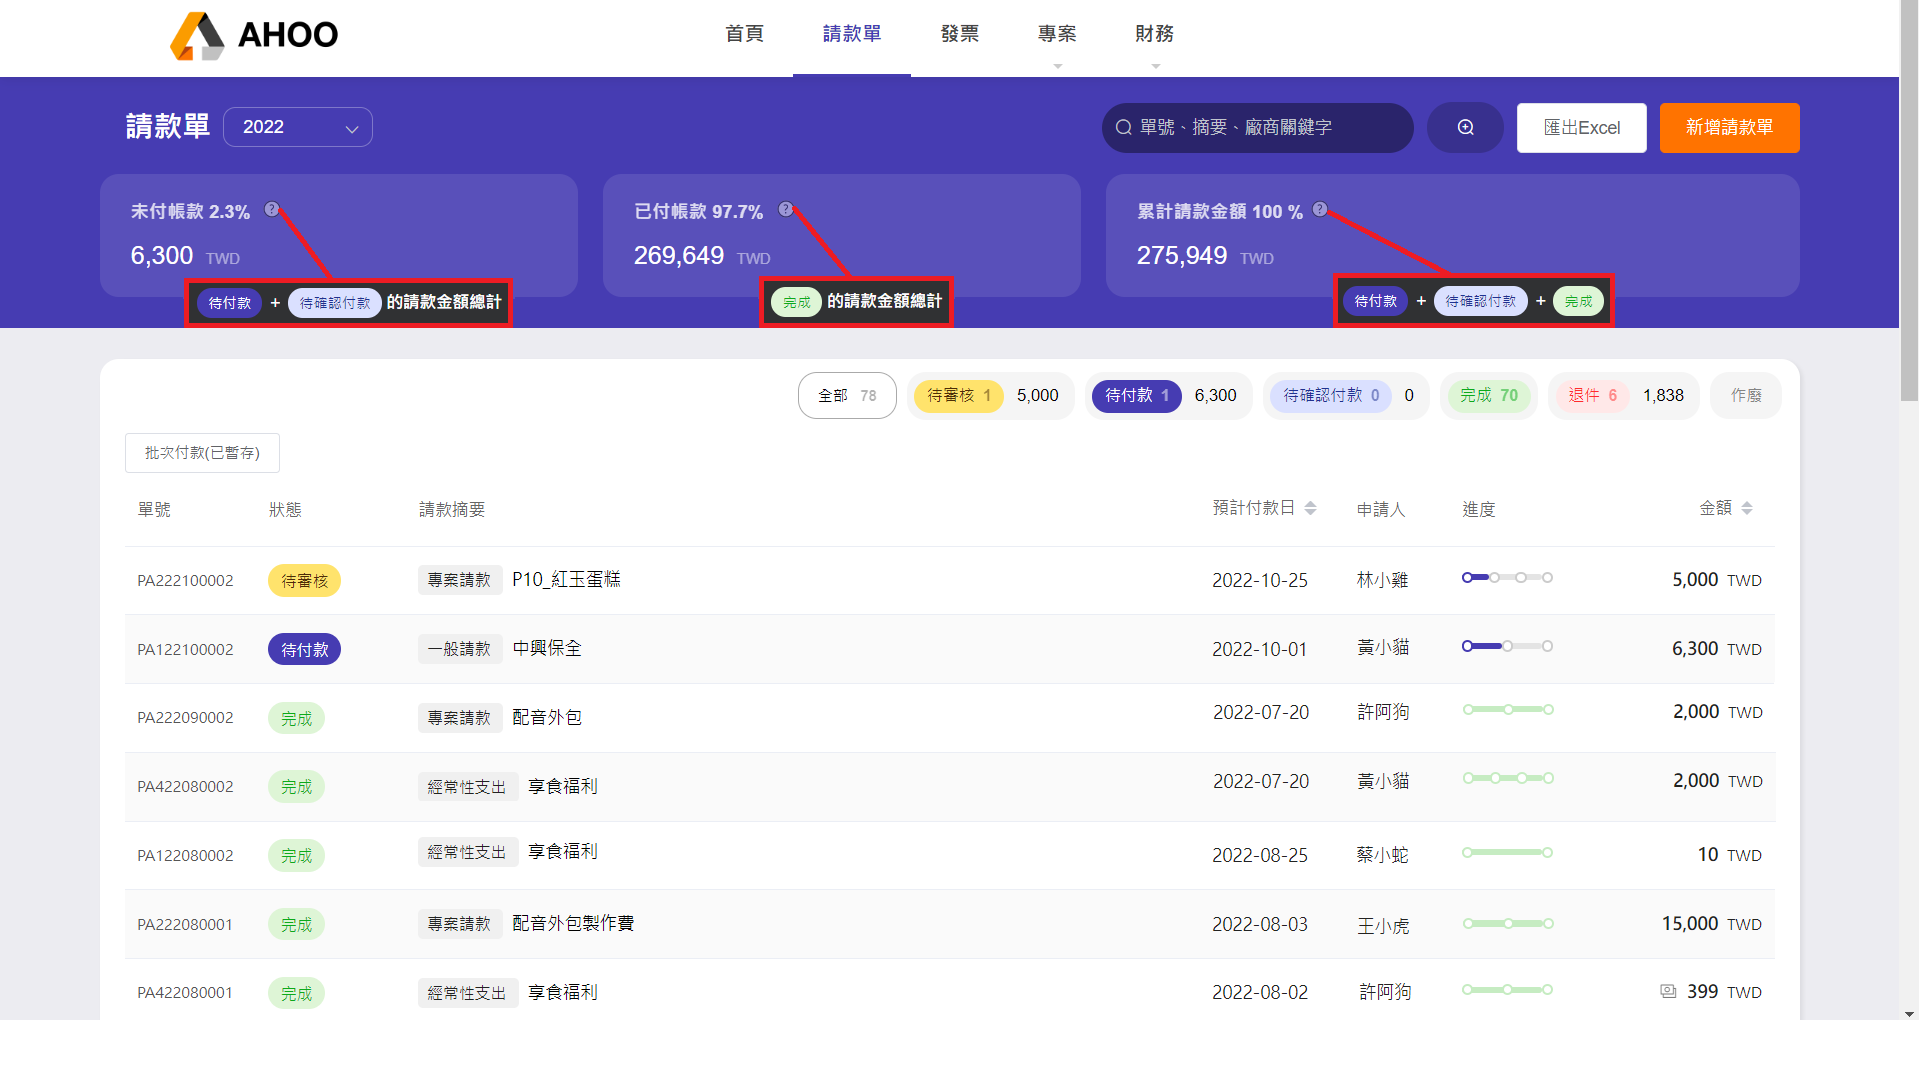 AHOO
首頁
請款單
發票
專案
財務
請款單
2022
單號、摘要、廠商關鍵字
匯出Excel
新增請款單
未付帳款 2.3%
6,300 TWD
待付款 + 待確認付款 的請款金額總計
已付帳款 97.7%
269,649 TWD
完成 的請款金額總計
累計請款金額 100 %
275,949 TWD
待付款 + 待確認付款 + 完成
全部 78
待審核 1 5,000
待付款 1 6,300
待確認付款 0 0
完成 70
退件 6 1,838
作廢
批次付款(已暫存)
單號 狀態 請款摘要 預計付款日 申請人 進度 金額
PA222100002 待審核 專案請款 P10_紅玉蛋糕 2022-10-25 林小雞 5,000 TWD
PA122100002 待付款 一般請款 中興保全 2022-10-01 黃小貓 6,300 TWD
PA222090002 完成 專案請款 配音外包 2022-07-20 許阿狗 2,000 TWD
PA422080002 完成 經常性支出 享食福利 2022-07-20 黃小貓 2,000 TWD
PA122080002 完成 經常性支出 享食福利 2022-08-25 蔡小蛇 10 TWD
PA222080001 完成 專案請款 配音外包製作費 2022-08-03 王小虎 15,000 TWD
PA422080001 完成 經常性支出 享食福利 2022-08-02 許阿狗 399 TWD